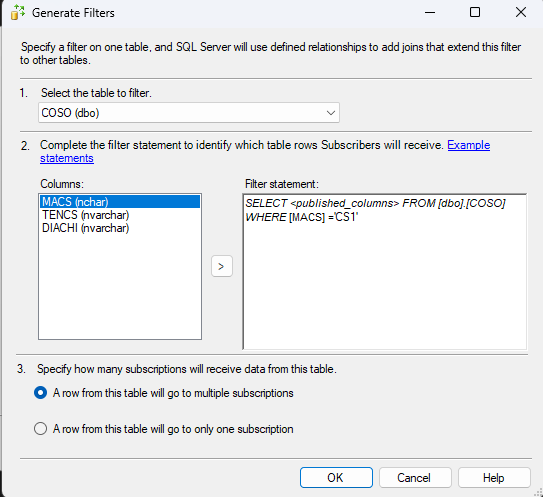 Generate Filters
Specify a filter on one table, and SQL Server will use defined relationships to add joins that extend this filter
to other tables.
1. Select the table to filter.
COSO (dbo)
2. Complete the filter statement to identify which table rows Subscribers will receive. Example
statements
Columns:
MACS (nchar)
TENCS (nvarchar)
DIACHI (nvarchar)
>
Filter statement:
SELECT <published_columns> FROM [dbo].[COSO]
WHERE [MACS] ='CS1'
3. Specify how many subscriptions will receive data from this table.
A row from this table will go to multiple subscriptions
A row from this table will go to only one subscription
OK
Cancel
Help